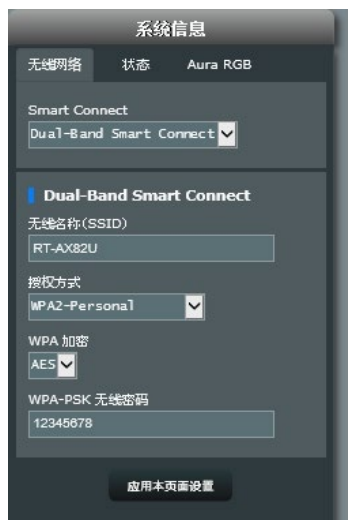 系统信息
无线网络 状态 Aura RGB
Smart Connect
Dual-Band Smart Connect
Dual-Band Smart Connect
无线名称(SSID)
RT-AX82U
授权方式
WPA2-Personal
WPA 加密
AES
WPA-PSK 无线密码
12345678
应用本页面设置